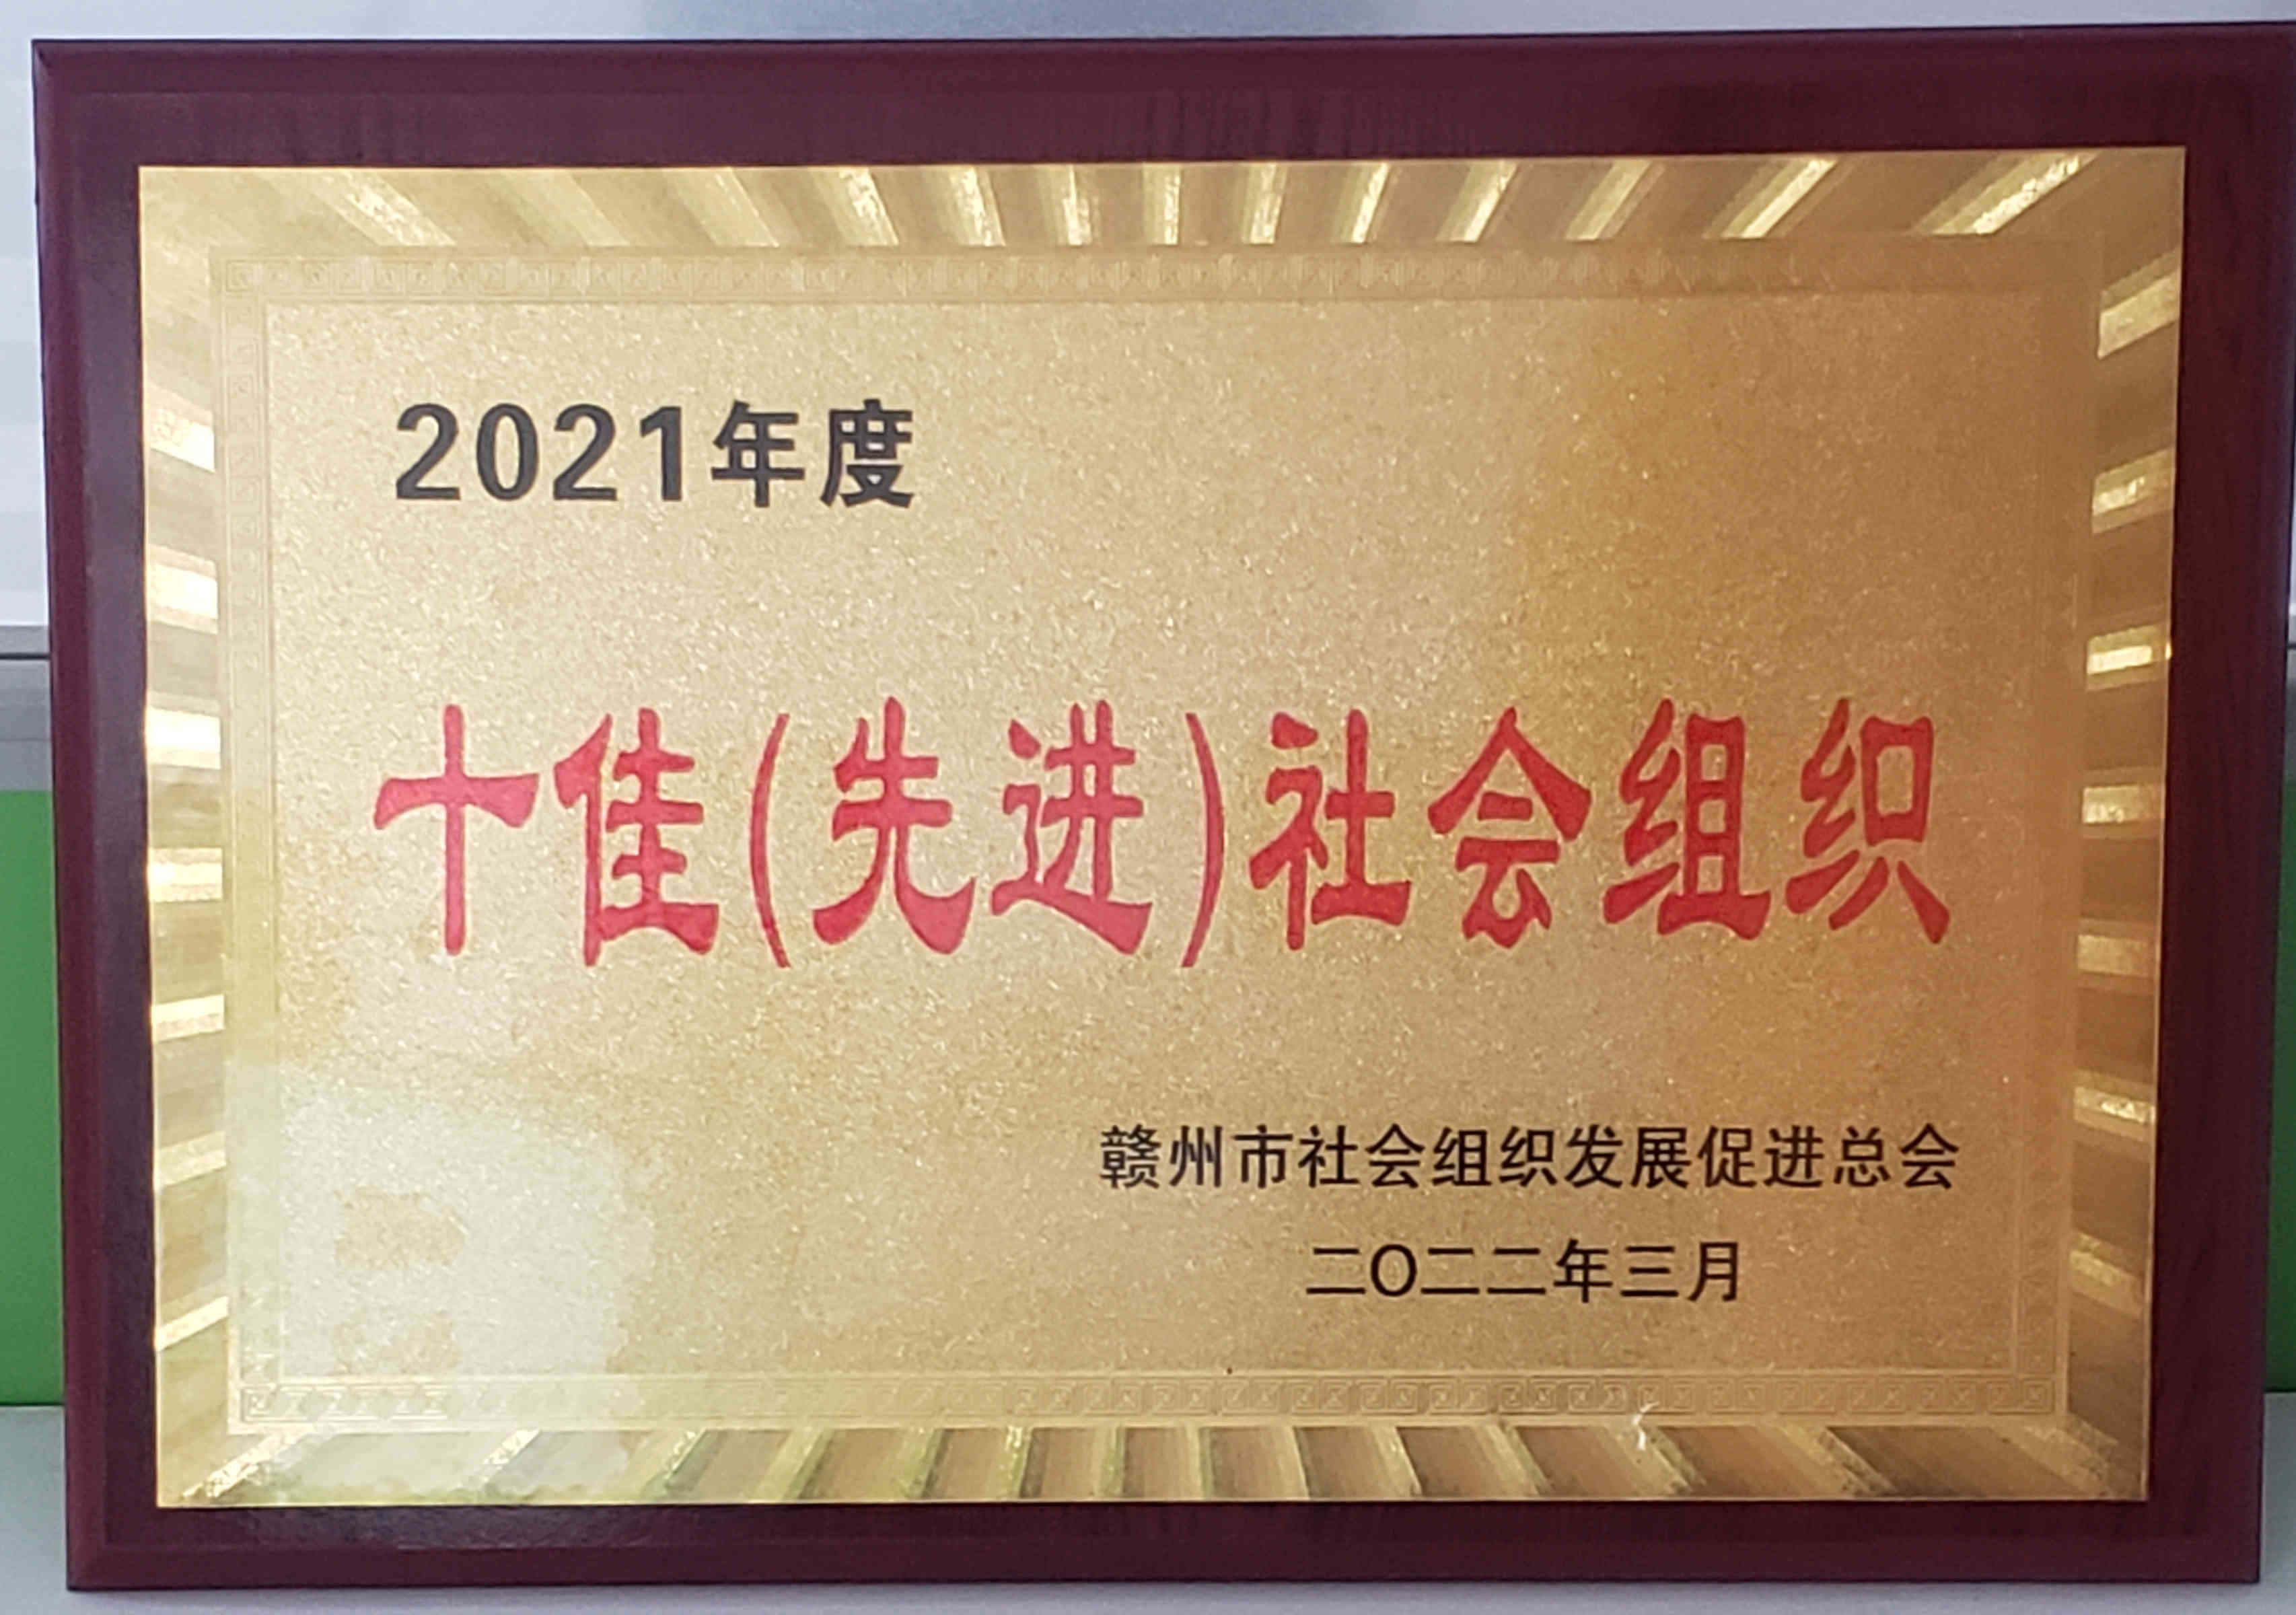 2021年度
十佳(先进)社会组织
赣州市社会组织发展促进总会
二〇二二年三月